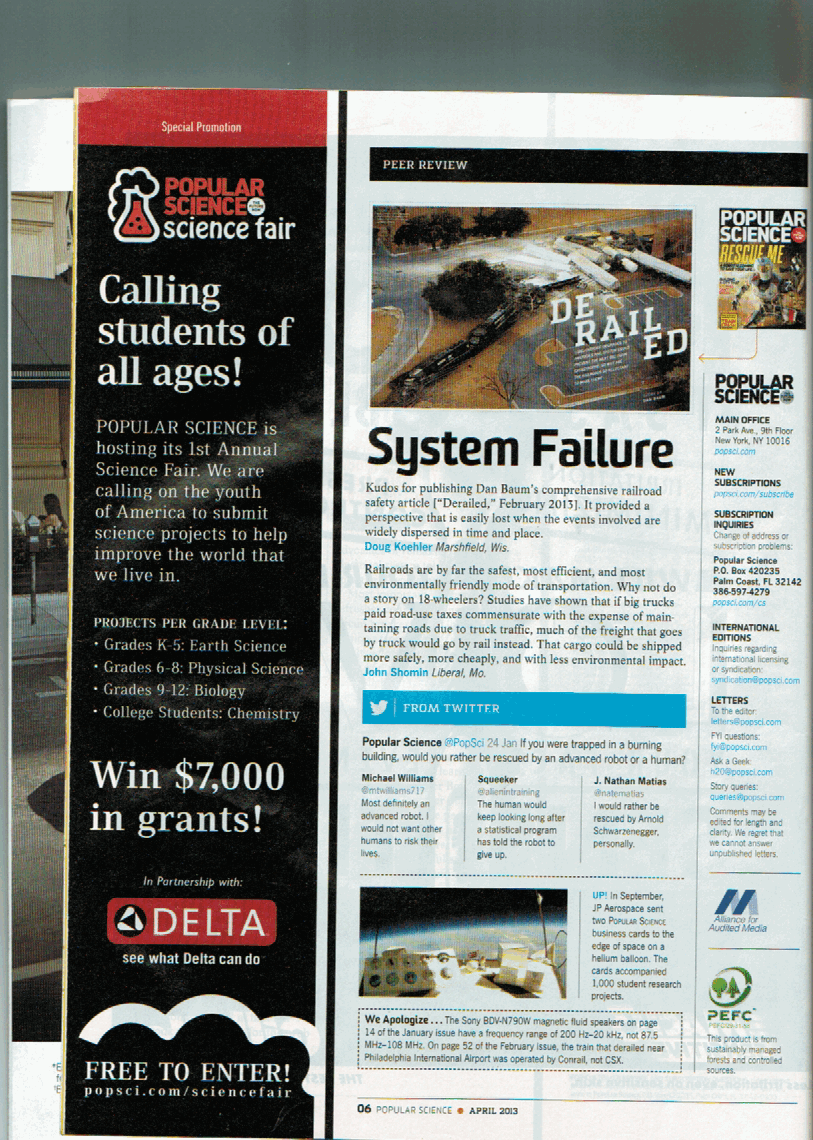 Special Promotion
POPULAR
SCIENCE
science fair
Calling
students of
all ages!
POPULAR SCIENCE is
hosting its 1st Annual
Science Fair. We are
calling on the youth
of America to submit
science projects to help
improve the world that
we live in.
PROJECTS PER GRADE LEVEL:
• Grades K-5: Earth Science
• Grades 6-8: Physical Science
• Grades 9-12: Biology
• College Students: Chemistry
Win $7,000
in grants!
In Partnership with:
DELTA
see what Delta can do
FREE TO ENTER!
popsci.com/sciencefair
PEER REVIEW
DE
RAIL
ED
System Failure
Kudos for publishing Dan Baum's comprehensive railroad
safety article ["Derailed," February 2013]. It provided a
perspective that is easily lost when the events involved are
widely dispersed in time and place.
Doug Koehler Marshfield, Wis.
Railroads are by far the safest, most efficient, and most
environmentally friendly mode of transportation. Why not do
a story on 18-wheelers? Studies have shown that if big trucks
paid road-use taxes commensurate with the expense of main-
taining roads due to truck traffic, much of the freight that goes
by truck would go by rail instead. That cargo could be shipped
more safely, more cheaply, and with less environmental impact.
John Shomin Liberal, Mo.
FROM TWITTER
Popular Science @PopSci 24 Jan If you were trapped in a burning
building, would you rather be rescued by an advanced robot or a human?
Michael Williams
@mtwilliams717
Most definitely an
advanced robot. I
would not want other
humans to risk their
lives.
Squeeker
@alienintraining
The human would
keep looking long after
a statistical program
has told the robot to
give up.
J. Nathan Matias
@natematias
I would rather be
rescued by Arnold
Schwarzenegger,
personally.
UP! In September,
JP Aerospace sent
two POPULAR SCIENCE
business cards to the
edge of space on a
helium balloon. The
cards accompanied
1,000 student research
projects.
We Apologize . . . The Sony BDV-N790W magnetic fluid speakers on page
14 of the January issue have a frequency range of 200 Hz–20 kHz, not 87.5
MHz–108 MHz. On page 52 of the February issue, the train that derailed near
Philadelphia International Airport was operated by Conrail, not CSX.
06 POPULAR SCIENCE • APRIL 2013
POPULAR
SCIENCE
RESCUE ME
POPULAR
SCIENCE
MAIN OFFICE
2 Park Ave., 9th Floor
New York, NY 10016
popsci.com
NEW
SUBSCRIPTIONS
popsci.com/subscribe
SUBSCRIPTION
INQUIRIES
Change of address or
subscription problems:
Popular Science
P.O. Box 420235
Palm Coast, FL 32142
386-597-4279
popsci.com/cs
INTERNATIONAL
EDITIONS
Inquiries regarding
international licensing
or syndication:
syndication@popsci.com
LETTERS
To the editor:
letters@popsci.com
FYI questions:
fyi@popsci.com
Ask a Geek:
h20@popsci.com
Story queries:
queries@popsci.com
Comments may be
edited for length and
clarity. We regret that
we cannot answer
unpublished letters.
Alliance for
Audited Media
PEFC
This product is from
sustainably managed
forests and controlled
sources.